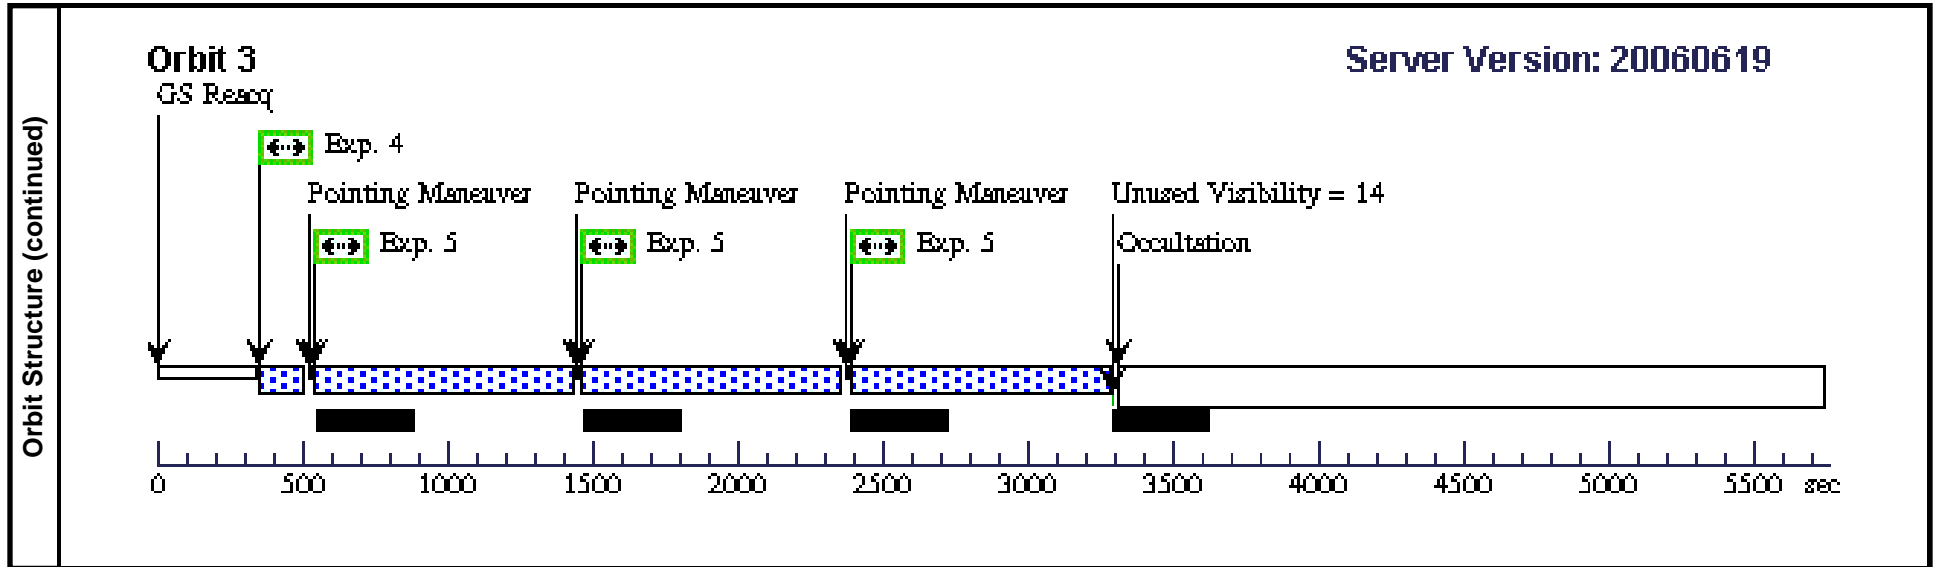 Orbit Structure (continued)
Orbit 3
Server Version: 20060619
GS Reacq
Exp. 4
Pointing Maneuver
Pointing Maneuver
Pointing Maneuver
Unused Visibility = 14
Exp. 5
Exp. 5
Exp. 5
Occultation
0 500 1000 1500 2000 2500 3000 3500 4000 4500 5000 5500 sec